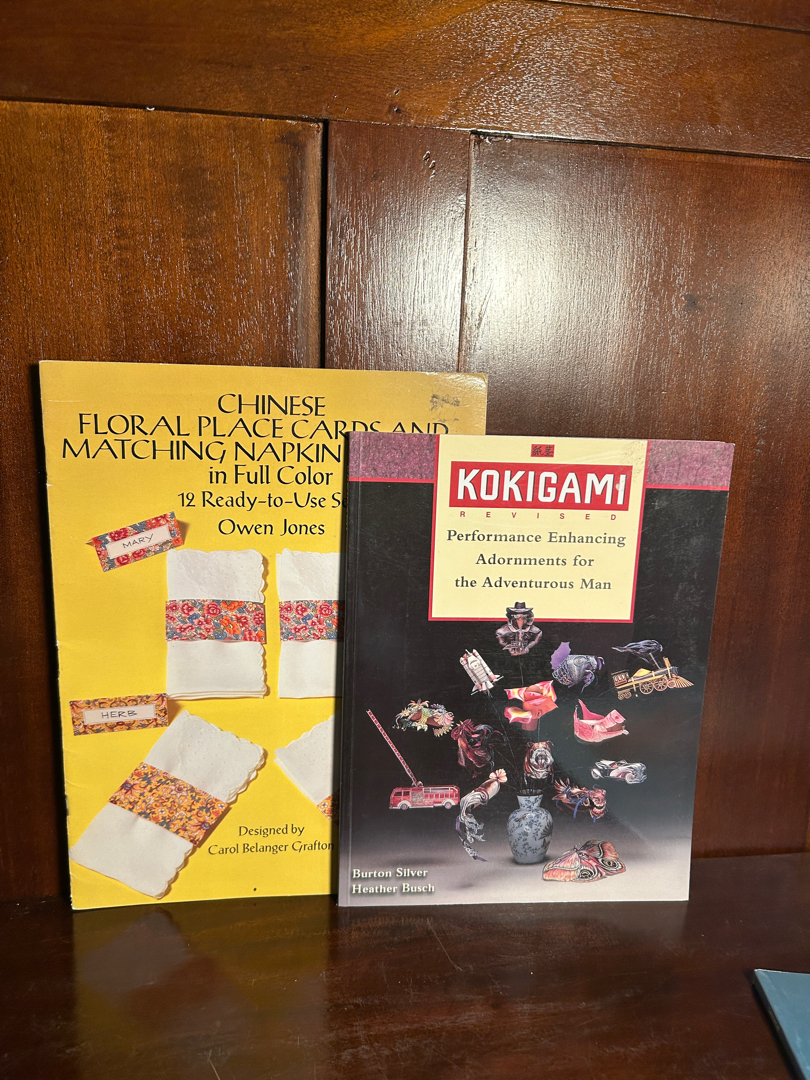 CHINESE
FLORAL PLACE CARDS AND
MATCHING NAPKIN
in Full Color
12 Ready-to-Use
Owen Jones
MARY
HERB
Designed by
Carol Belanger Grafton
KOKIGAMI
REVISED
Performance Enhancing
Adornments for
the Adventurous Man
Burton Silver
Heather Busch